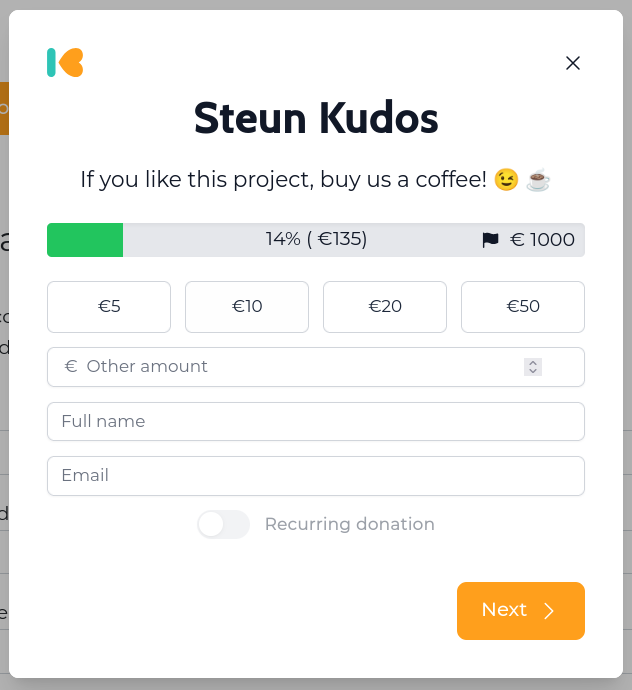 Steun Kudos
If you like this project, buy us a coffee! 😉 ☕
14% ( €135)
€ 1000
€5
€10
€20
€50
€ Other amount
Full name
Email
Recurring donation
Next